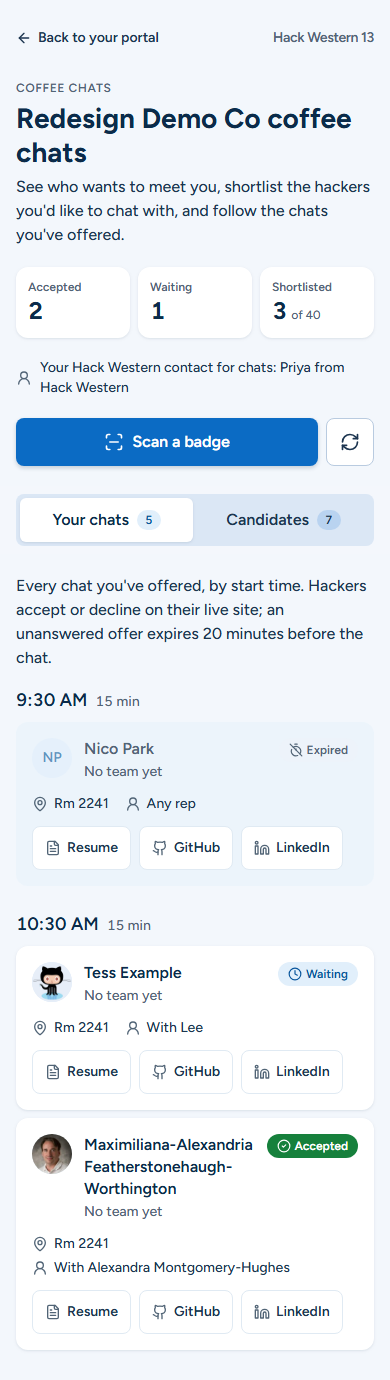 Back to your portal
Hack Western 13
COFFEE CHATS
Redesign Demo Co coffee
chats
See who wants to meet you, shortlist the hackers
you'd like to chat with, and follow the chats
you've offered.
Accepted
2
Waiting
1
Shortlisted
3 of 40
Your Hack Western contact for chats: Priya from
Hack Western
Scan a badge
Your chats 5
Candidates 7
Every chat you've offered, by start time. Hackers
accept or decline on their live site; an
unanswered offer expires 20 minutes before the
chat.
9:30 AM 15 min
NP
Nico Park
Expired
No team yet
Rm 2241
Any rep
Resume
GitHub
LinkedIn
10:30 AM 15 min
Tess Example
Waiting
No team yet
Rm 2241
With Lee
Resume
GitHub
LinkedIn
Maximiliana-Alexandria
Featherstonehaugh-
Worthington
Accepted
No team yet
Rm 2241
With Alexandra Montgomery-Hughes
Resume
GitHub
LinkedIn